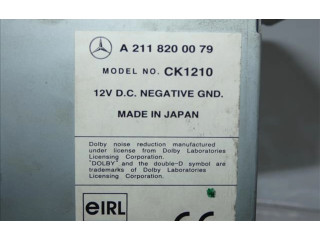 A 211 820 00 79
MODEL NO. CK1210
12V D.C. NEGATIVE GND.
MADE IN JAPAN
Dolby noise reduction manufactured
under license from Dolby Laboratories
Licensing Corporation.
"DOLBY" and the double-D symbol are
trademarks of Dolby Laboratories
Licensing Corporation.
eIRL
CE